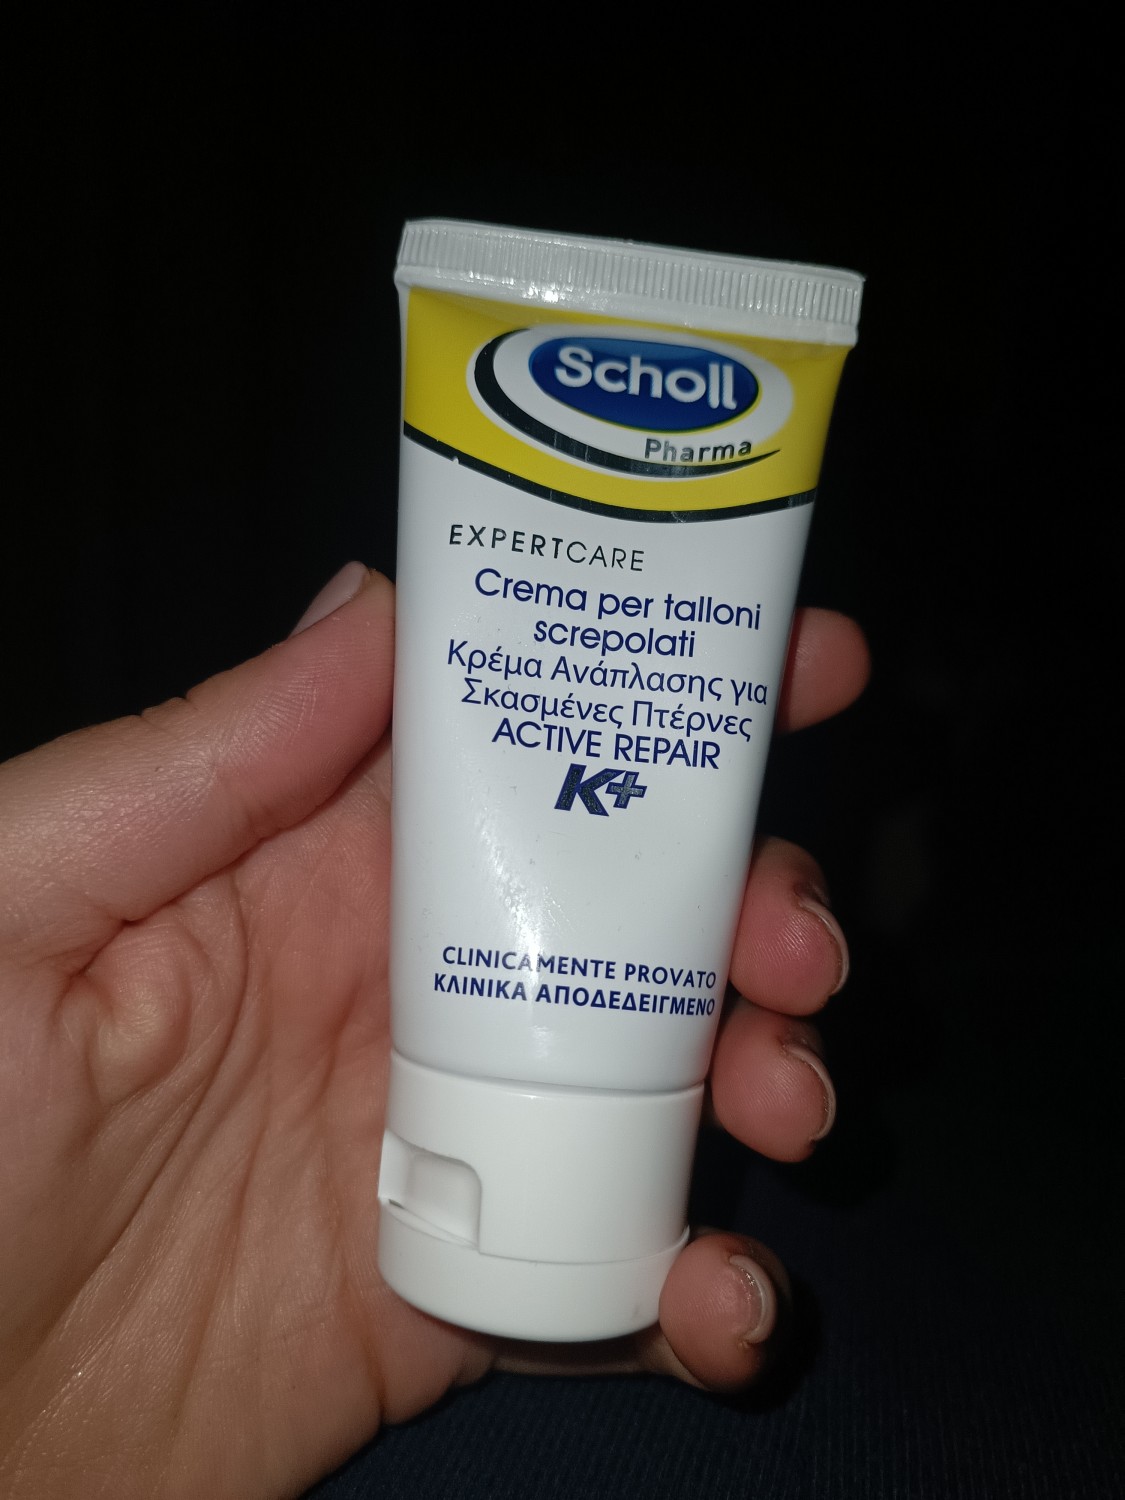 Scholl
Pharma
EXPERTCARE
Crema per talloni
screpolati
Κρέμα Ανάπλασης για
Σκασμένες Πτέρνες
ACTIVE REPAIR
K+
CLINICAMENTE PROVATO
ΚΛΙΝΙΚΑ ΑΠΟΔΕΔΕΙΓΜΕΝΟ